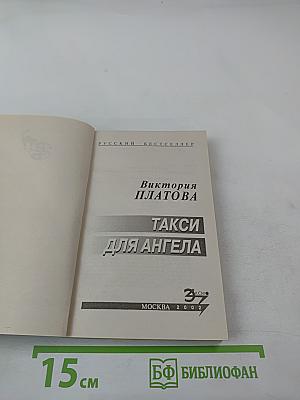 РУССКИЙ БЕСТСЕЛЛЕР
Виктория
ПЛАТОВА
ТАКСИ
ДЛЯ АНГЕЛА
МОСКВА 2002
15 см
БФ БИБЛИОФАН